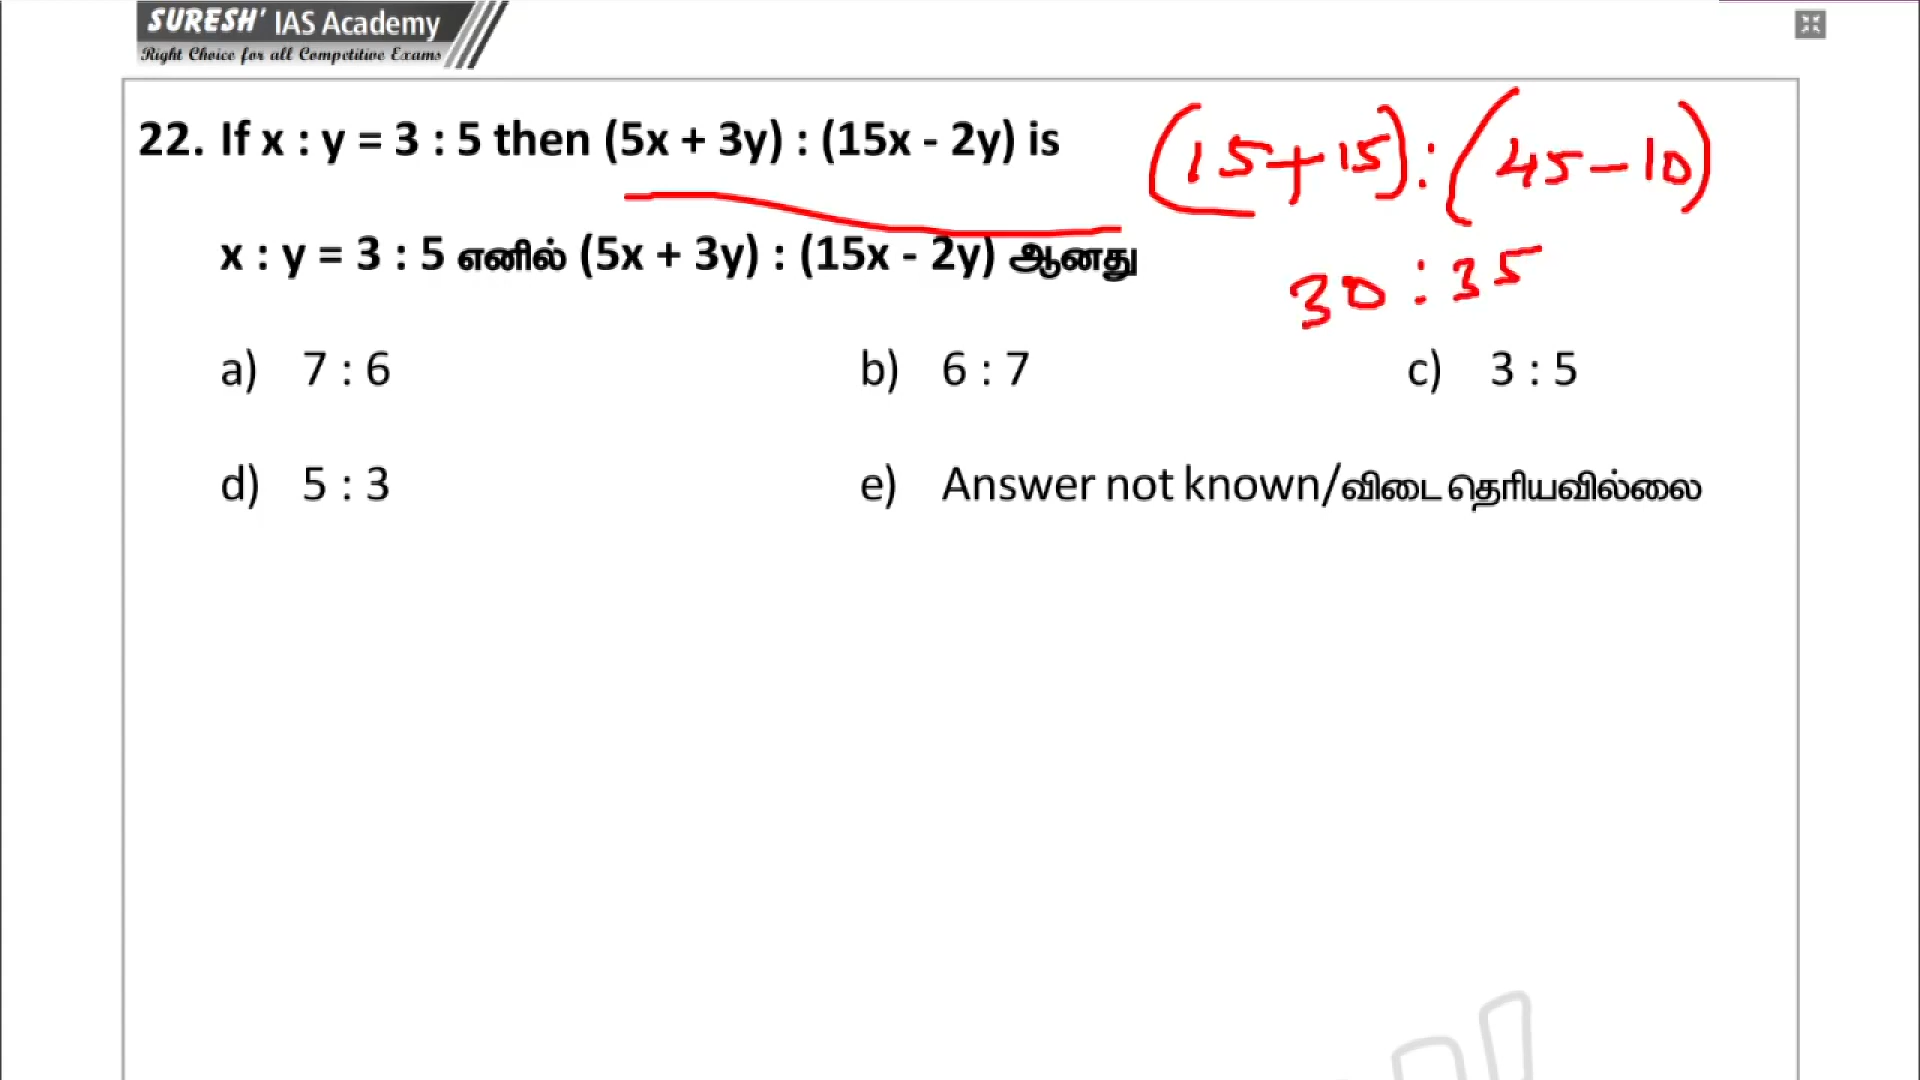 SURESH' IAS Academy
Right Choice for all Competitive Exams
22. If x : y = 3 : 5 then (5x + 3y) : (15x - 2y) is
(15+15):(45-10)
x : y = 3 : 5 எனில் (5x + 3y) : (15x - 2y) ஆனது
30:35
a) 7 : 6 b) 6 : 7 c) 3 : 5
d) 5 : 3 e) Answer not known/விடை தெரியவில்லை